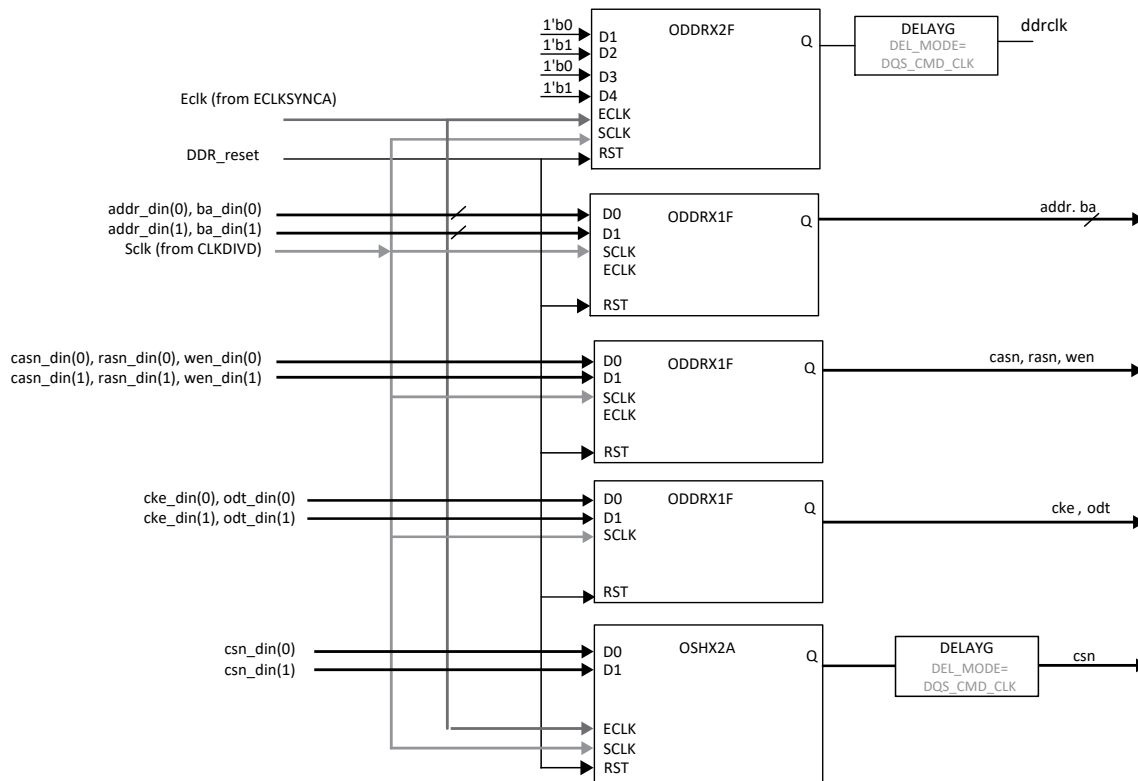 1'b0
1'b1
1'b0
1'b1
D1
D2
D3
D4
ECLK
SCLK
RST
ODDRX2F
Q
DELAYG
DEL_MODE=
DQS_CMD_CLK
ddrclk
Eclk (from ECLKSYNCA)
DDR_reset
addr_din(0), ba_din(0)
addr_din(1), ba_din(1)
Sclk (from CLKDIVD)
D0
D1
SCLK
ECLK
RST
ODDRX1F
Q
addr. ba
casn_din(0), rasn_din(0), wen_din(0)
casn_din(1), rasn_din(1), wen_din(1)
D0
D1
SCLK
ECLK
RST
ODDRX1F
Q
casn, rasn, wen
cke_din(0), odt_din(0)
cke_din(1), odt_din(1)
D0
D1
SCLK
RST
ODDRX1F
Q
cke , odt
csn_din(0)
csn_din(1)
D0
D1
ECLK
SCLK
RST
OSHX2A
Q
DELAYG
DEL_MODE=
DQS_CMD_CLK
csn